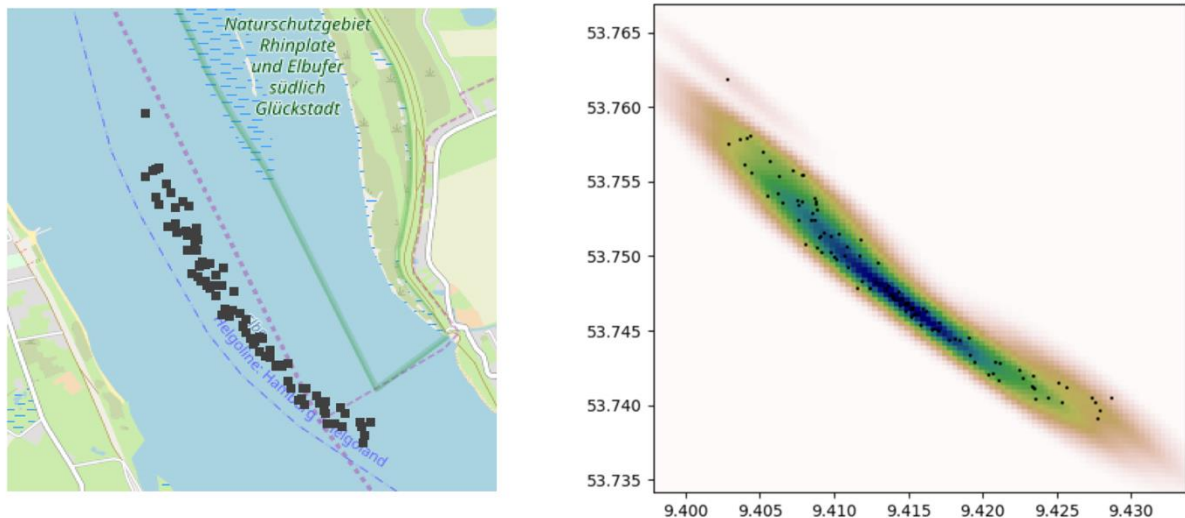 Naturschutzgebiet
Rhinplate
und Elbufer
südlich
Glückstadt
Helgoline: Hamburg - Helgoland
53.765
53.760
53.755
53.750
53.745
53.740
53.735
9.400
9.405
9.410
9.415
9.420
9.425
9.430